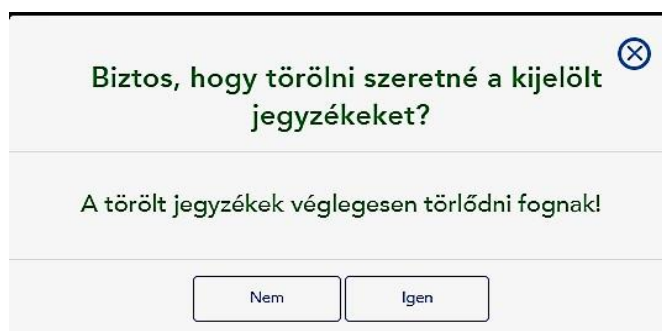 Biztos, hogy törölni szeretné a kijelölt
jegyzékeket?
A törölt jegyzékek véglegesen törlődni fognak!
Nem
Igen